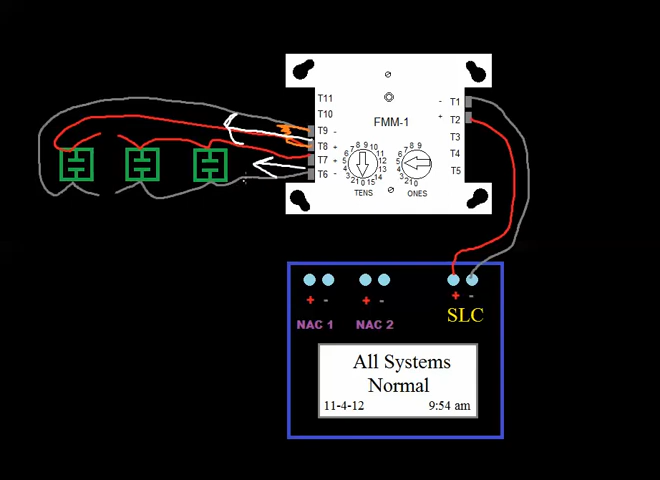 T11
T10
T9 -
T8 -
T7 +
T6 -
FMM-1
- T1
+ T2
T3
T4
T5
TENS
ONES
+ -
NAC 1
+ -
NAC 2
+ -
SLC
All Systems
Normal
11-4-12 9:54 am